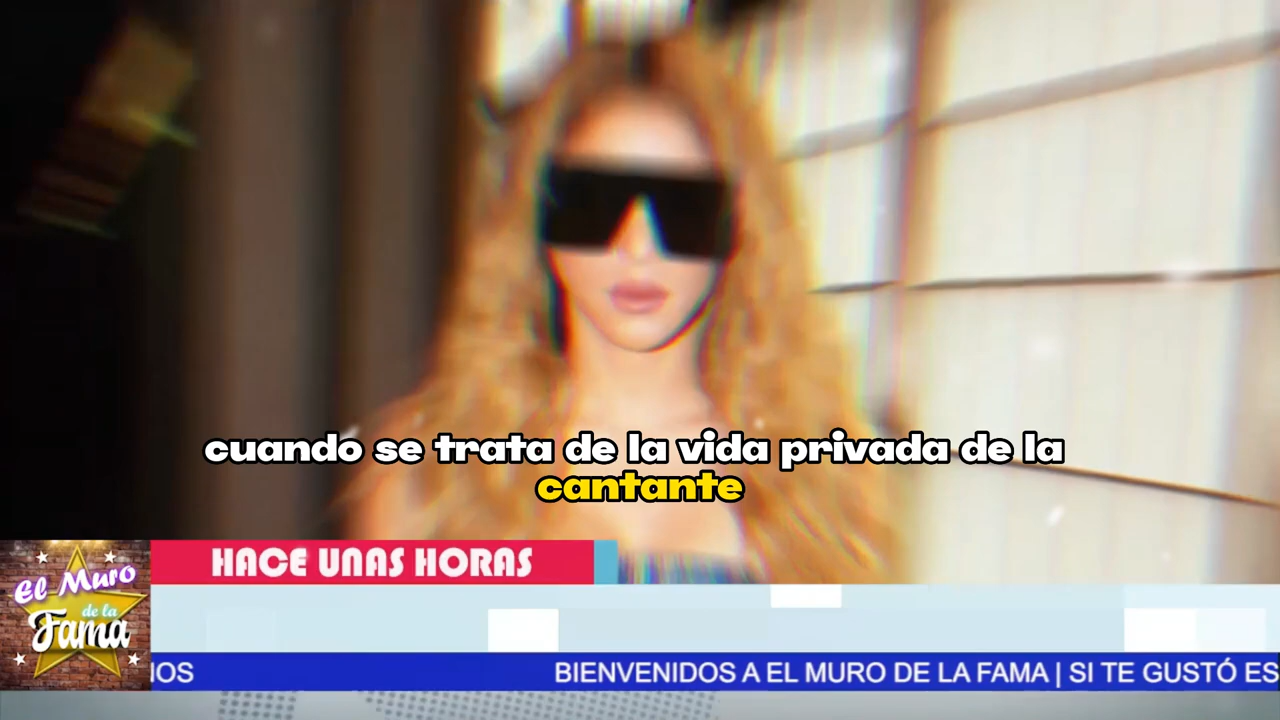 cuando se trata de la vida privada de la
cantante
HACE UNAS HORAS
El Muro
de la
Fama
IOS
BIENVENIDOS A EL MURO DE LA FAMA | SI TE GUSTÓ ES